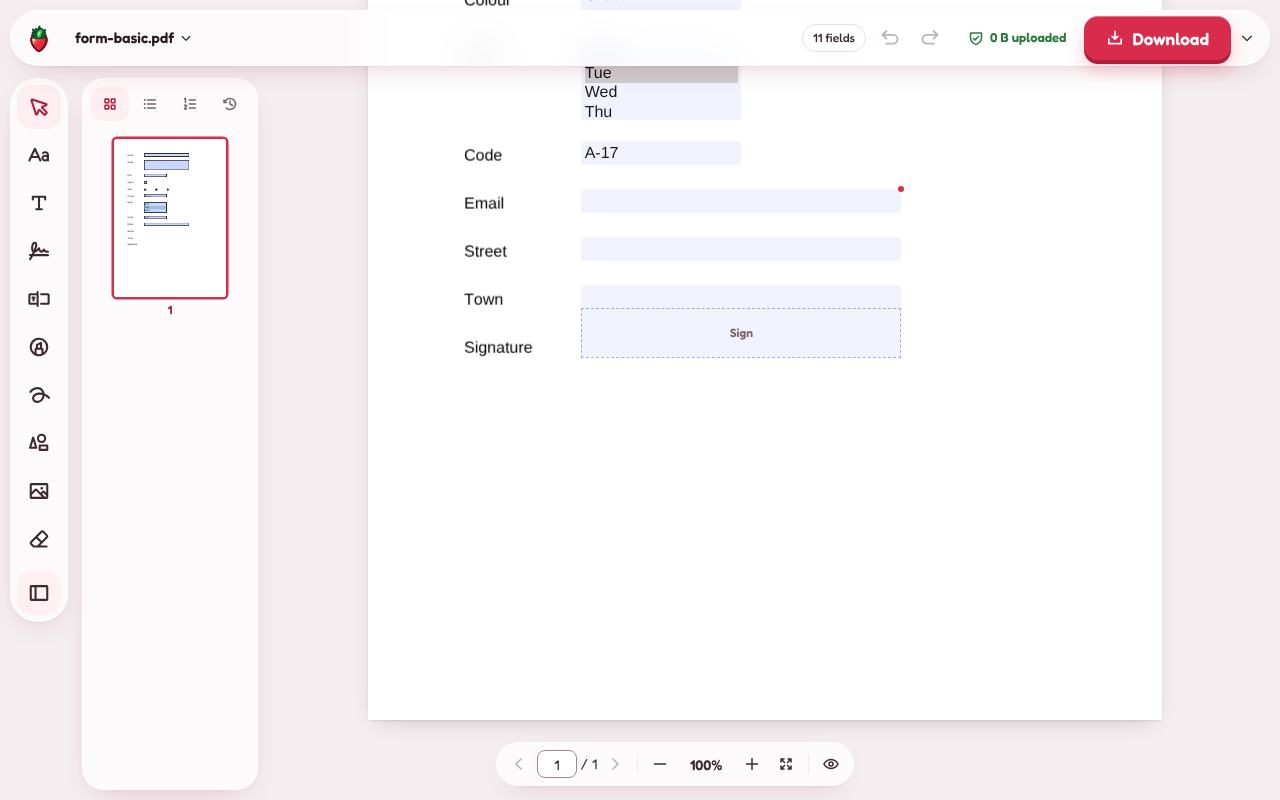 form-basic.pdf
11 fields
0 B uploaded
Download
Tue
Wed
Thu
Code
A-17
Email
Street
Town
Sign
Signature
Aa
T
1
1
/ 1
100%